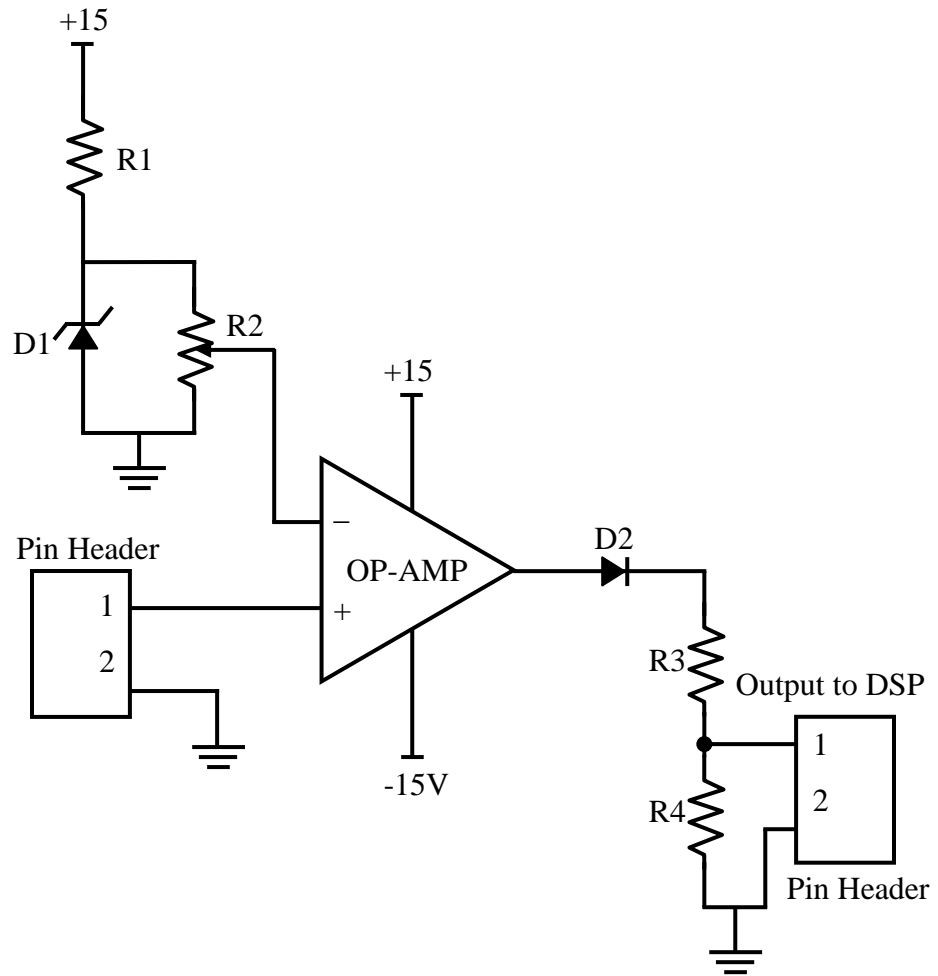 +15
R1
D1
R2
+15
Pin Header
1
2
−
+
OP-AMP
D2
-15V
R3
Output to DSP
1
2
R4
Pin Header